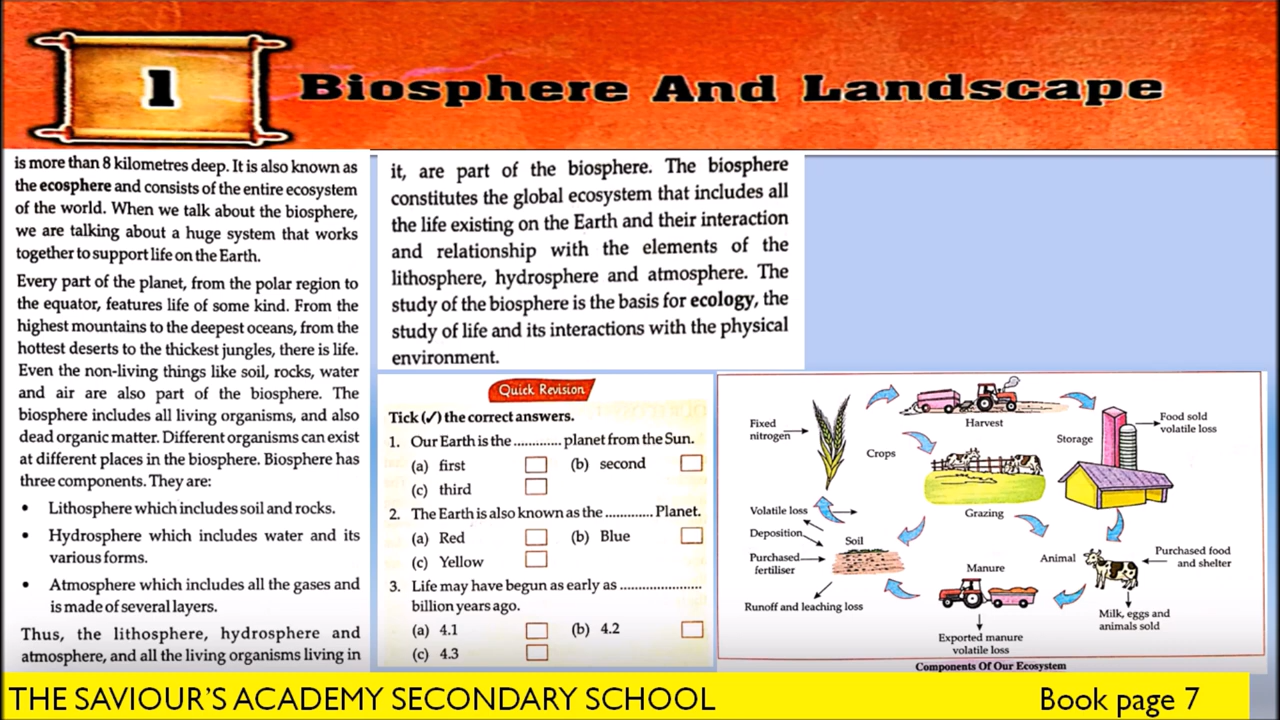 1
Biosphere And Landscape
is more than 8 kilometres deep. It is also known as
the ecosphere and consists of the entire ecosystem
of the world. When we talk about the biosphere,
we are talking about a huge system that works
together to support life on the Earth.
Every part of the planet, from the polar region to
the equator, features life of some kind. From the
highest mountains to the deepest oceans, from the
hottest deserts to the thickest jungles, there is life.
Even the non-living things like soil, rocks, water
and air are also part of the biosphere. The
biosphere includes all living organisms, and also
dead organic matter. Different organisms can exist
at different places in the biosphere. Biosphere has
three components. They are:
• Lithosphere which includes soil and rocks.
• Hydrosphere which includes water and its
various forms.
• Atmosphere which includes all the gases and
is made of several layers.
Thus, the lithosphere, hydrosphere and
atmosphere, and all the living organisms living in
it, are part of the biosphere. The biosphere
constitutes the global ecosystem that includes all
the life existing on the Earth and their interaction
and relationship with the elements of the
lithosphere, hydrosphere and atmosphere. The
study of the biosphere is the basis for ecology, the
study of life and its interactions with the physical
environment.
Quick Revision
Tick (✓) the correct answers.
1. Our Earth is the ............. planet from the Sun.
(a) first (b) second
(c) third
2. The Earth is also known as the ............. Planet.
(a) Red (b) Blue
(c) Yellow
3. Life may have begun as early as ......................
billion years ago.
(a) 4.1 (b) 4.2
(c) 4.3
Fixed
nitrogen
Crops
Harvest
Storage
Food sold
volatile loss
Grazing
Volatile loss
Deposition
Purchased
fertiliser
Soil
Runoff and leaching loss
Manure
Exported manure
volatile loss
Animal
Purchased food
and shelter
Milk, eggs and
animals sold
Components Of Our Ecosystem
THE SAVIOUR'S ACADEMY SECONDARY SCHOOL
Book page 7